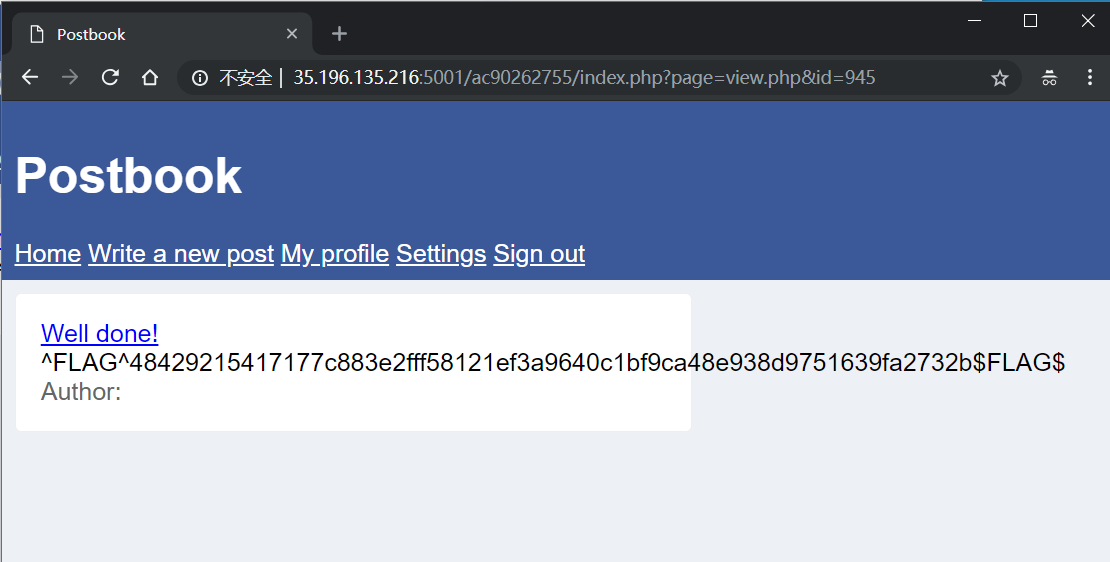 Postbook
不安全 | 35.196.135.216:5001/ac90262755/index.php?page=view.php&id=945
Postbook
Home Write a new post My profile Settings Sign out
Well done!
^FLAG^48429215417177c883e2fff58121ef3a9640c1bf9ca48e938d9751639fa2732b$FLAG$
Author: